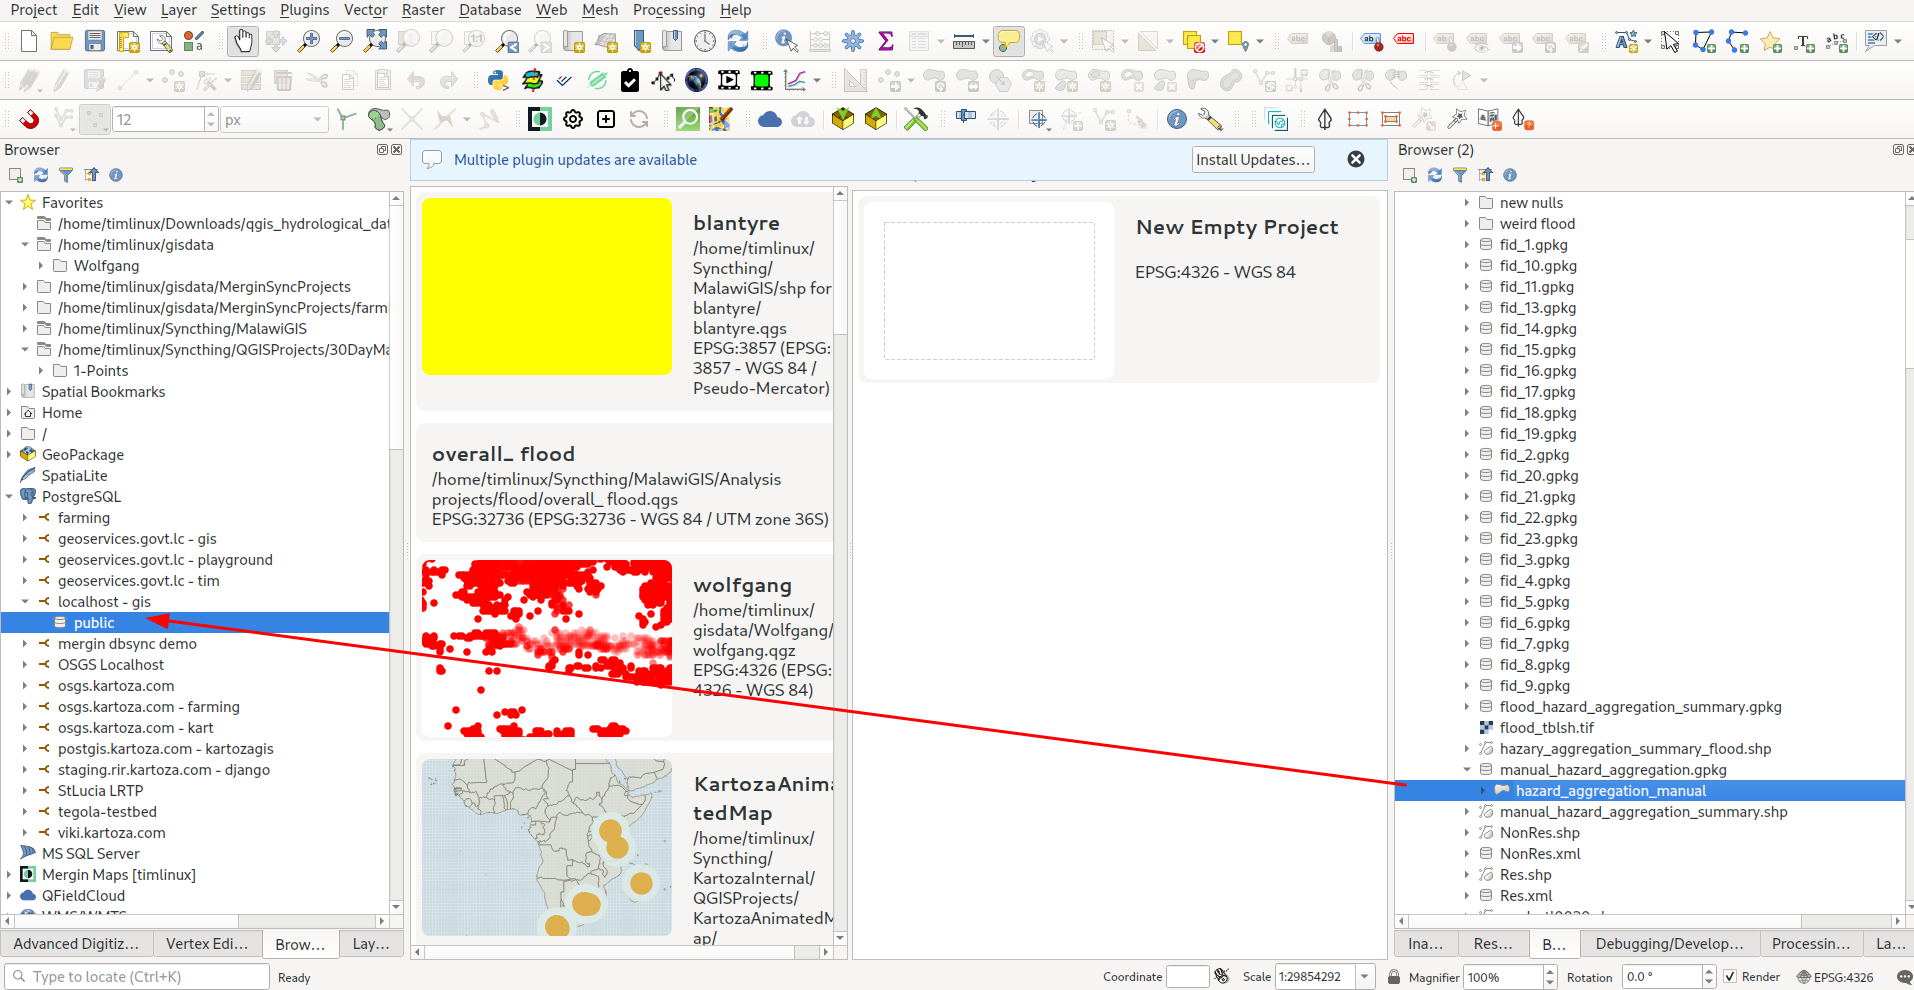 Project Edit View Layer Settings Plugins Vector Raster Database Web Mesh Processing Help
12
px
Browser
Favorites
/home/timlinux/Downloads/qgis_hydrological_dat
/home/timlinux/gisdata
Wolfgang
/home/timlinux/gisdata/MerginSyncProjects
/home/timlinux/gisdata/MerginSyncProjects/farm
/home/timlinux/Syncthing/MalawiGIS
/home/timlinux/Syncthing/QGISProjects/30DayMa
1-Points
Spatial Bookmarks
Home
/
GeoPackage
SpatiaLite
PostgreSQL
farming
geoservices.govt.lc - gis
geoservices.govt.lc - playground
geoservices.govt.lc - tim
localhost - gis
public
mergin dbsync demo
OSGS Localhost
osgs.kartoza.com
osgs.kartoza.com - farming
osgs.kartoza.com - kart
postgis.kartoza.com - kartozagis
staging.rir.kartoza.com - django
StLucia LRTP
tegola-testbed
viki.kartoza.com
MS SQL Server
Mergin Maps [timlinux]
QFieldCloud
WMS/WMTS
Advanced Digitiz... Vertex Edi... Brow... Lay...
Multiple plugin updates are available
Install Updates...
blantyre
/home/timlinux/
Syncthing/
MalawiGIS/shp for
blantyre/
blantyre.qgs
EPSG:3857 (EPSG:
3857 - WGS 84 /
Pseudo-Mercator)
overall_ flood
/home/timlinux/Syncthing/MalawiGIS/Analysis
projects/flood/overall_ flood.qgs
EPSG:32736 (EPSG:32736 - WGS 84 / UTM zone 36S)
wolfgang
/home/timlinux/
gisdata/Wolfgang/
wolfgang.qgz
EPSG:4326 (EPSG:
4326 - WGS 84)
KartozaAnima
tedMap
/home/timlinux/
Syncthing/
KartozaInternal/
QGISProjects/
KartozaAnimatedM
ap/
New Empty Project
EPSG:4326 - WGS 84
Browser (2)
new nulls
weird flood
fid_1.gpkg
fid_10.gpkg
fid_11.gpkg
fid_13.gpkg
fid_14.gpkg
fid_15.gpkg
fid_16.gpkg
fid_17.gpkg
fid_18.gpkg
fid_19.gpkg
fid_2.gpkg
fid_20.gpkg
fid_21.gpkg
fid_22.gpkg
fid_23.gpkg
fid_3.gpkg
fid_4.gpkg
fid_5.gpkg
fid_6.gpkg
fid_7.gpkg
fid_8.gpkg
fid_9.gpkg
flood_hazard_aggregation_summary.gpkg
flood_tblsh.tif
hazary_aggregation_summary_flood.shp
manual_hazard_aggregation.gpkg
hazard_aggregation_manual
manual_hazard_aggregation_summary.shp
NonRes.shp
NonRes.xml
Res.shp
Res.xml
Ina... Res... B... Debugging/Develop... Processin... La...
Type to locate (Ctrl+K)
Ready
Coordinate
Scale 1:29854292
Magnifier 100%
Rotation 0.0 °
Render
EPSG:4326